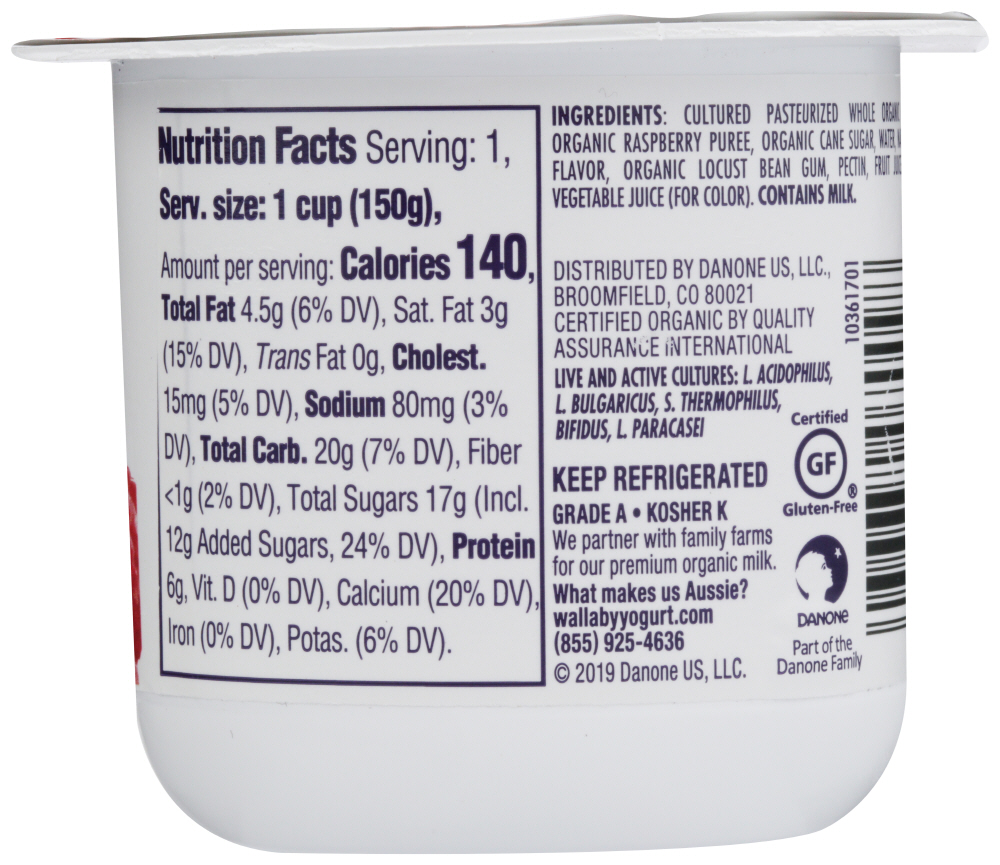 Nutrition Facts Serving: 1,
Serv. size: 1 cup (150g),
Amount per serving: Calories 140,
Total Fat 4.5g (6% DV), Sat. Fat 3g
(15% DV), Trans Fat 0g, Cholest.
15mg (5% DV), Sodium 80mg (3%
DV), Total Carb. 20g (7% DV), Fiber
<1g (2% DV), Total Sugars 17g (Incl.
12g Added Sugars, 24% DV), Protein
6g, Vit. D (0% DV), Calcium (20% DV),
Iron (0% DV), Potas. (6% DV).
INGREDIENTS: CULTURED PASTEURIZED WHOLE
ORGANIC RASPBERRY PUREE, ORGANIC CANE SUGAR, WATER,
FLAVOR, ORGANIC LOCUST BEAN GUM, PECTIN, FRUIT
VEGETABLE JUICE (FOR COLOR). CONTAINS MILK.
DISTRIBUTED BY DANONE US, LLC.,
BROOMFIELD, CO 80021
CERTIFIED ORGANIC BY QUALITY
ASSURANCE INTERNATIONAL
LIVE AND ACTIVE CULTURES: L. ACIDOPHILUS,
L. BULGARICUS, S. THERMOPHILUS,
BIFIDUS, L. PARACASEI
KEEP REFRIGERATED
GRADE A • KOSHER K
We partner with family farms
for our premium organic milk.
What makes us Aussie?
wallabyyogurt.com
(855) 925-4636
© 2019 Danone US, LLC.
Certified
GF
®
Gluten-Free
DANONE
Part of the
Danone Family
10361701